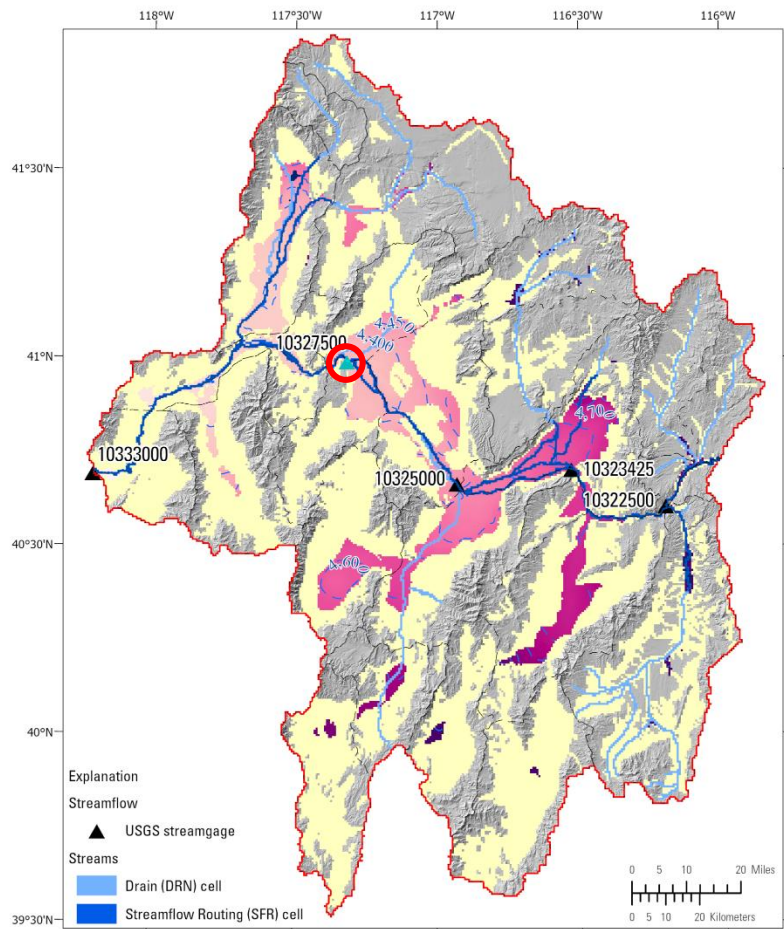 118°W
117°30'W
117°W
116°30'W
116°W
41°30'N
4,450
4,400
10327500
41°N
4,700
10333000
10325000
10323425
10322500
40°30'N
4,600
40°N
Explanation
Streamflow
USGS streamgage
Streams
Drain (DRN) cell
Streamflow Routing (SFR) cell
0 5 10 20 Miles
0 5 10 20 Kilometers
39°30'N